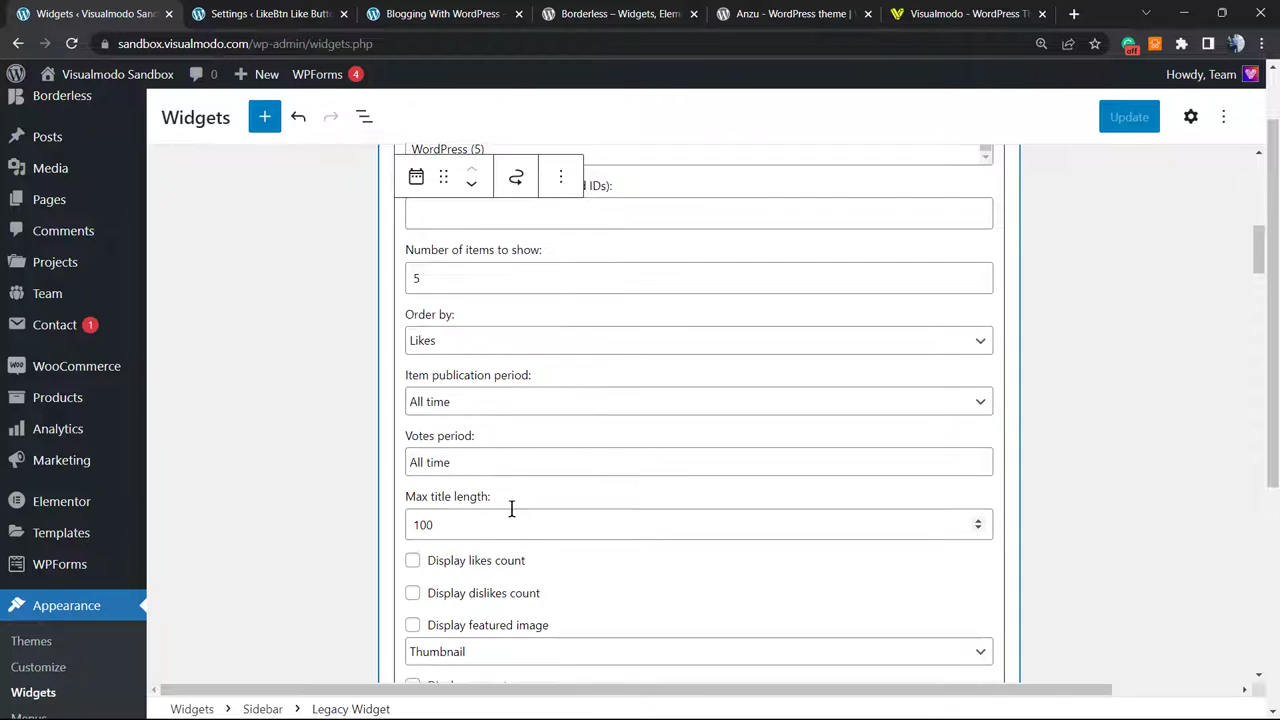 Widgets ‹ Visualmodo Sandbox
Settings ‹ LikeBtn Like Butt
Blogging With WordPress -
Borderless – Widgets, Elem
Anzu - WordPress theme | V
Visualmodo - WordPress Th
sandbox.visualmodo.com/wp-admin/widgets.php
off
Visualmodo Sandbox
0
New
WPForms 4
Howdy, Team
Borderless
Posts
Media
Pages
Comments
Projects
Team
Contact 1
WooCommerce
Products
Analytics
Marketing
Elementor
Templates
WPForms
Appearance
Themes
Customize
Widgets
Widgets
Update
WordPress (5)
IDs):
Number of items to show:
5
Order by:
Likes
Item publication period:
All time
Votes period:
All time
Max title length:
100
Display likes count
Display dislikes count
Display featured image
Thumbnail
Widgets > Sidebar > Legacy Widget